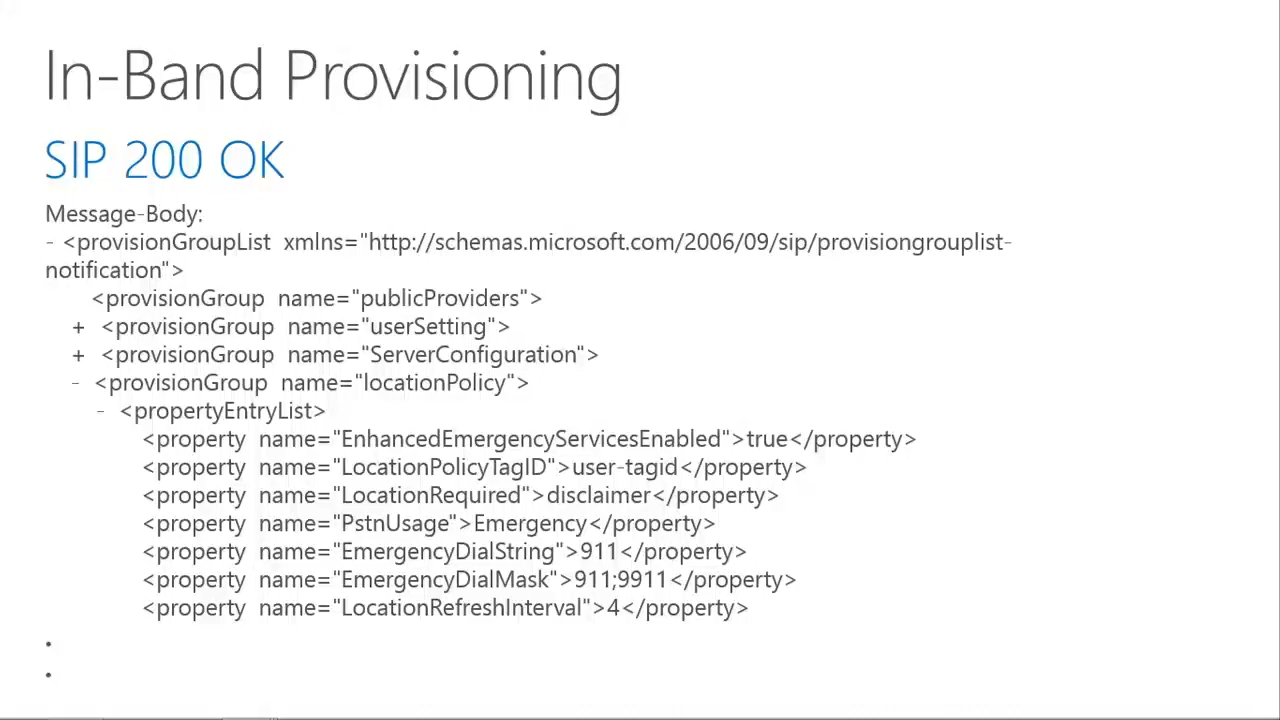 In-Band Provisioning
SIP 200 OK
Message-Body:
- <provisionGroupList xmlns="http://schemas.microsoft.com/2006/09/sip/provisiongrouplist-
notification">
<provisionGroup name="publicProviders">
+ <provisionGroup name="userSetting">
+ <provisionGroup name="ServerConfiguration">
- <provisionGroup name="locationPolicy">
- <propertyEntryList>
<property name="EnhancedEmergencyServicesEnabled">true</property>
<property name="LocationPolicyTagID">user-tagid</property>
<property name="LocationRequired">disclaimer</property>
<property name="PstnUsage">Emergency</property>
<property name="EmergencyDialString">911</property>
<property name="EmergencyDialMask">911;9911</property>
<property name="LocationRefreshInterval">4</property>
•
•